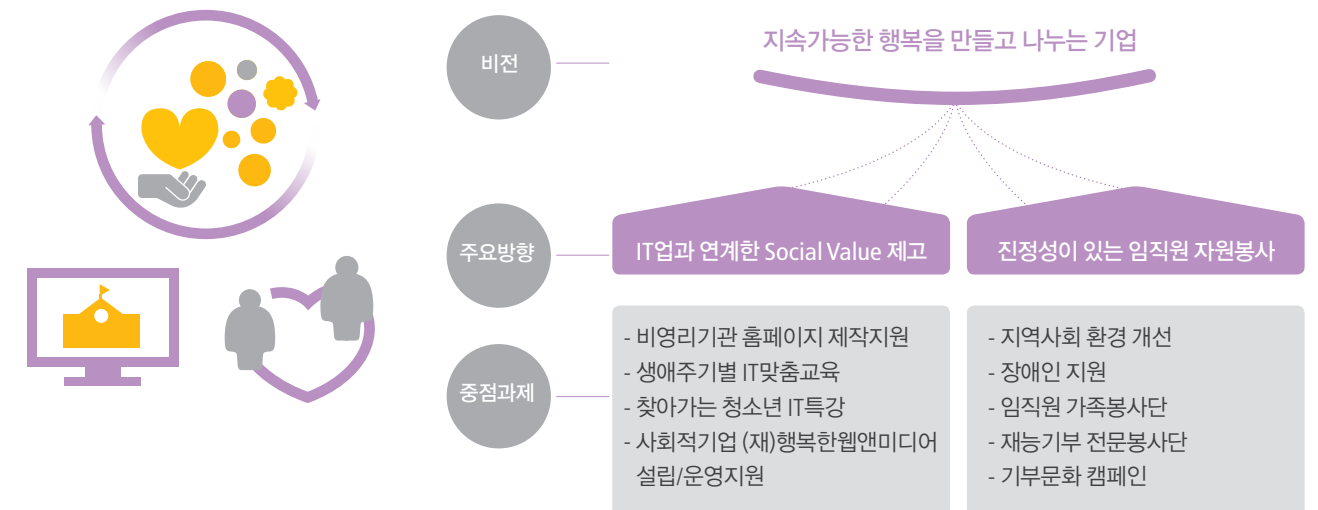 비전
지속가능한 행복을 만들고 나누는 기업
주요방향
IT업과 연계한 Social Value 제고
진정성이 있는 임직원 자원봉사
중점과제
- 비영리기관 홈페이지 제작지원
- 생애주기별 IT맞춤교육
- 찾아가는 청소년 IT특강
- 사회적기업 (재)행복한웹앤미디어
설립/운영지원
- 지역사회 환경 개선
- 장애인 지원
- 임직원 가족봉사단
- 재능기부 전문봉사단
- 기부문화 캠페인